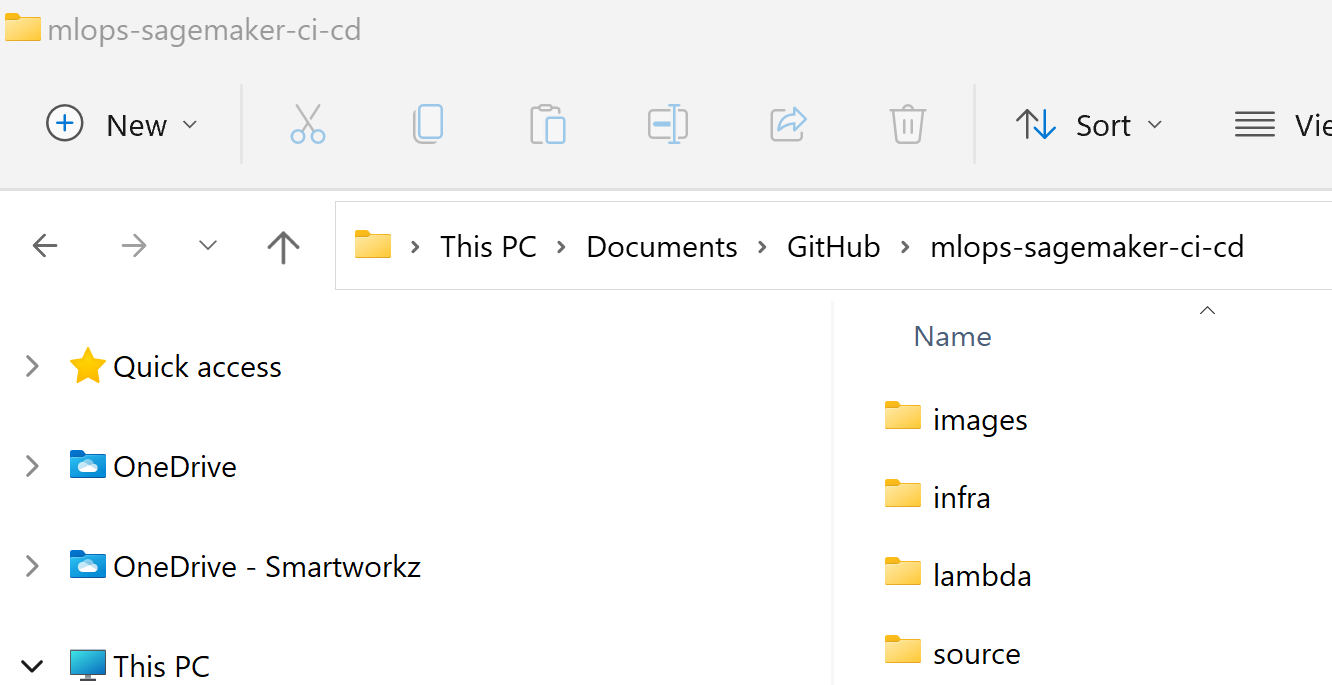 mlops-sagemaker-ci-cd
New Sort Vie
This PC Documents GitHub mlops-sagemaker-ci-cd
Quick access
OneDrive
OneDrive - Smartworkz
This PC
Name
images
infra
lambda
source